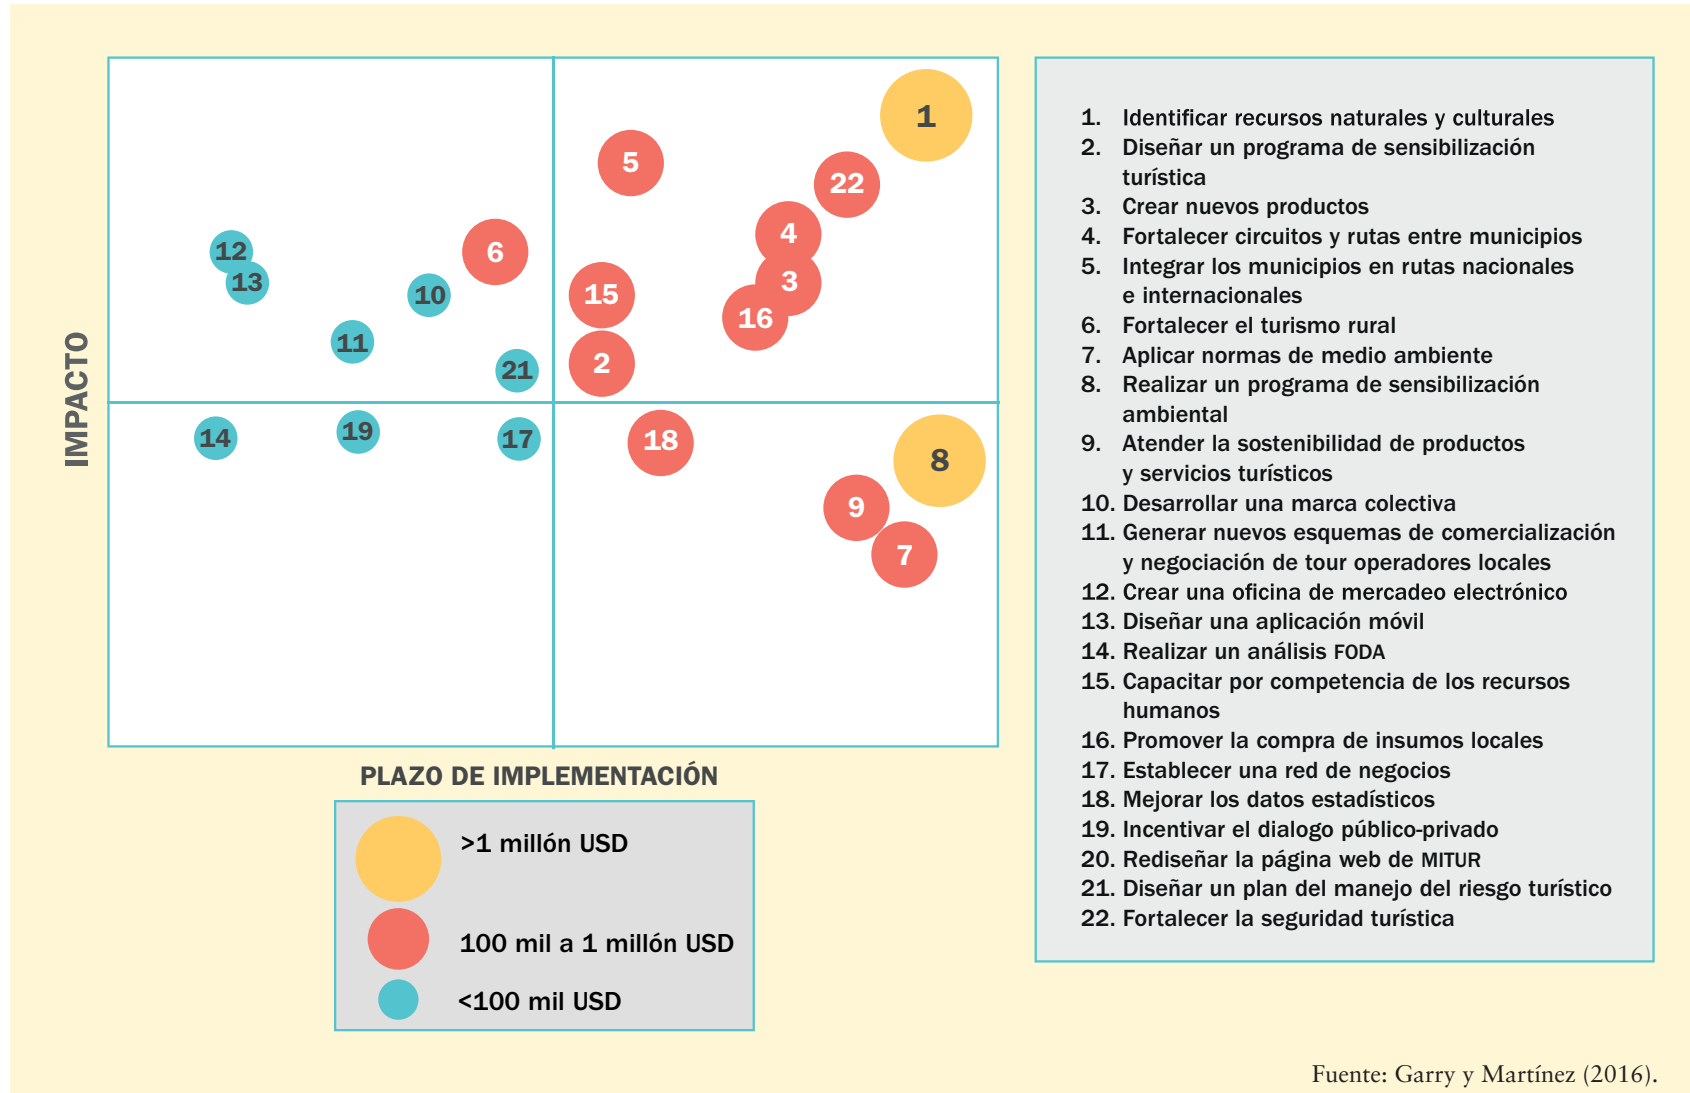 IMPACTO
1
5
22
4
12
6
13
3
10
15
16
11
2
21
14
19
17
18
8
9
7
PLAZO DE IMPLEMENTACIÓN
>1 millón USD
100 mil a 1 millón USD
<100 mil USD
1. Identificar recursos naturales y culturales
2. Diseñar un programa de sensibilización
turística
3. Crear nuevos productos
4. Fortalecer circuitos y rutas entre municipios
5. Integrar los municipios en rutas nacionales
e internacionales
6. Fortalecer el turismo rural
7. Aplicar normas de medio ambiente
8. Realizar un programa de sensibilización
ambiental
9. Atender la sostenibilidad de productos
y servicios turísticos
10. Desarrollar una marca colectiva
11. Generar nuevos esquemas de comercialización
y negociación de tour operadores locales
12. Crear una oficina de mercadeo electrónico
13. Diseñar una aplicación móvil
14. Realizar un análisis FODA
15. Capacitar por competencia de los recursos
humanos
16. Promover la compra de insumos locales
17. Establecer una red de negocios
18. Mejorar los datos estadísticos
19. Incentivar el dialogo público-privado
20. Rediseñar la página web de MITUR
21. Diseñar un plan del manejo del riesgo turístico
22. Fortalecer la seguridad turística
Fuente: Garry y Martínez (2016).